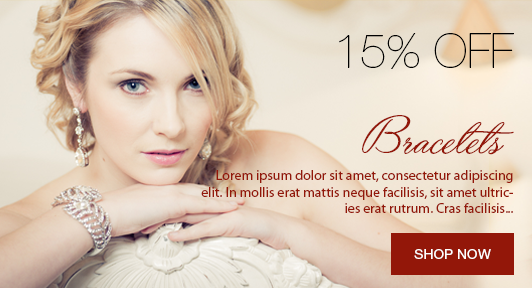 15% OFF
Bracelets
Lorem ipsum dolor sit amet, consectetur adipiscing
elit. In mollis erat mattis neque facilisis, sit amet ultric-
ies erat rutrum. Cras facilisis...
SHOP NOW